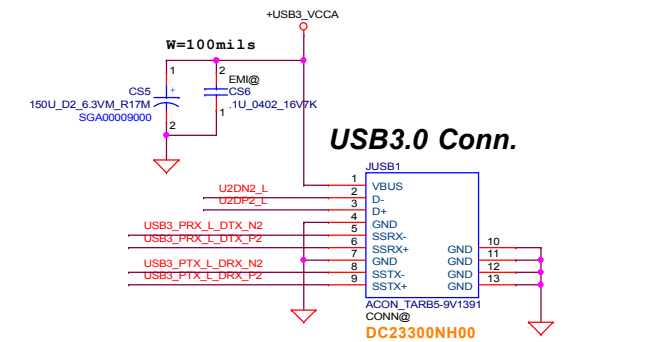 +USB3_VCCA
W=100mils
1
2
EMI@
CS5
+
CS6
150U_D2_6.3VM_R17M
.1U_0402_16V7K
SGA00009000
1
2
USB3.0 Conn.
JUSB1
1
VBUS
U2DN2_L
2
D-
U2DP2_L
3
D+
4
GND
USB3_PRX_L_DTX_N2
5
SSRX-
USB3_PRX_L_DTX_P2
6
SSRX+
GND
10
7
GND
GND
11
USB3_PTX_L_DRX_N2
8
SSTX-
GND
12
USB3_PTX_L_DRX_P2
9
SSTX+
GND
13
ACON_TARB5-9V1391
CONN@
DC23300NH00